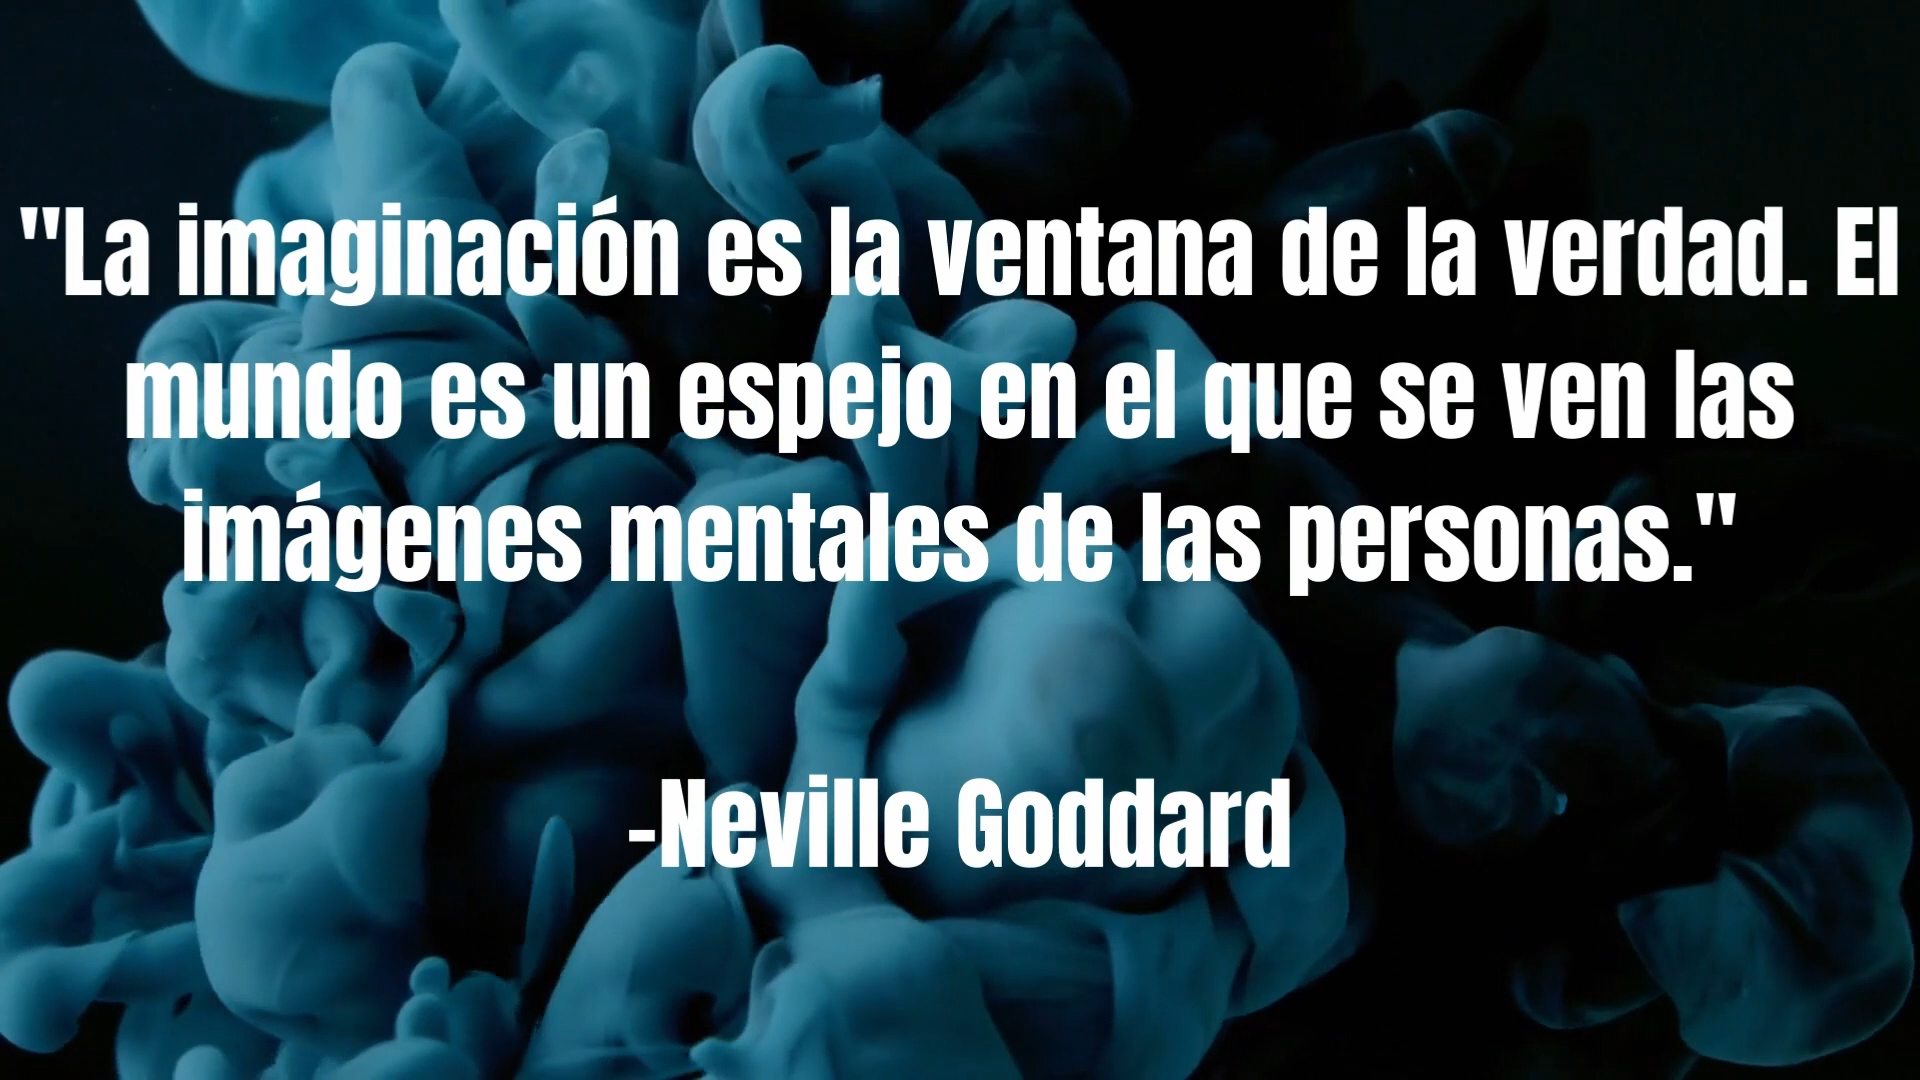 "La imaginación es la ventana de la verdad. El
mundo es un espejo en el que se ven las
imágenes mentales de las personas."
-Neville Goddard